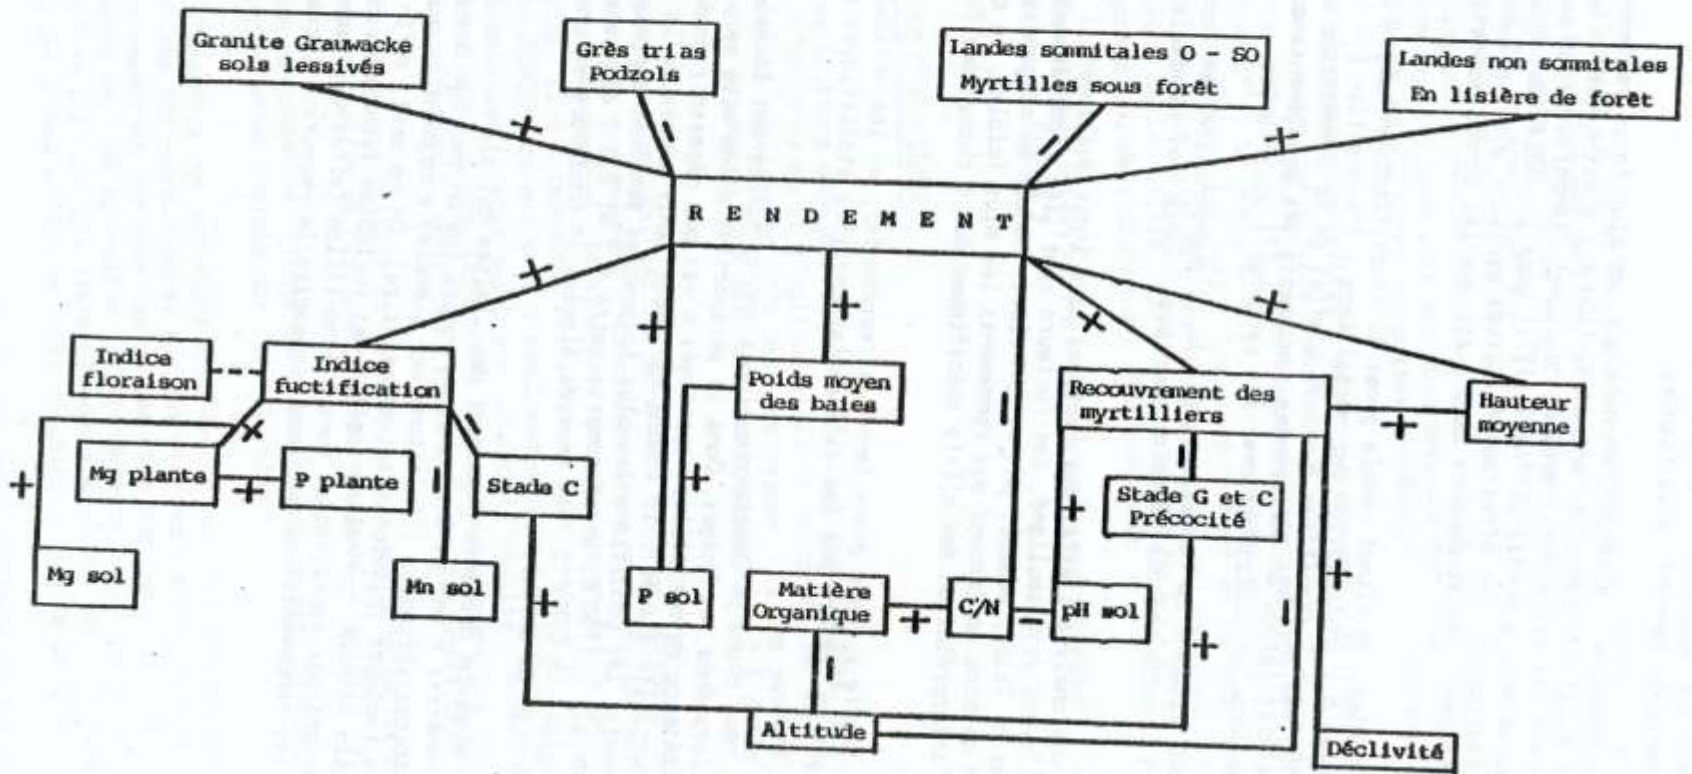 Granite Grauwacke
sols lessivés
Grès trias
Podzols
Landes sommitales O - SO
Myrtilles sous forêt
Landes non sommitales
En lisière de forêt
+
-
-
+
R E N D E M E N T
+
+
+
-
+
+
Indice
floraison
Indice
fuctification
Poids moyen
des baies
Recouvrement des
myrtilliers
+
Hauteur
moyenne
+
-
-
+
-
+
Mg plante
+
P plante
Stade C
+
Stade G et C
Précocité
Mg sol
Mn sol
+
P sol
Matière
Organique
+
C/N
-
pH sol
+
-
+
-
Altitude
Déclivité